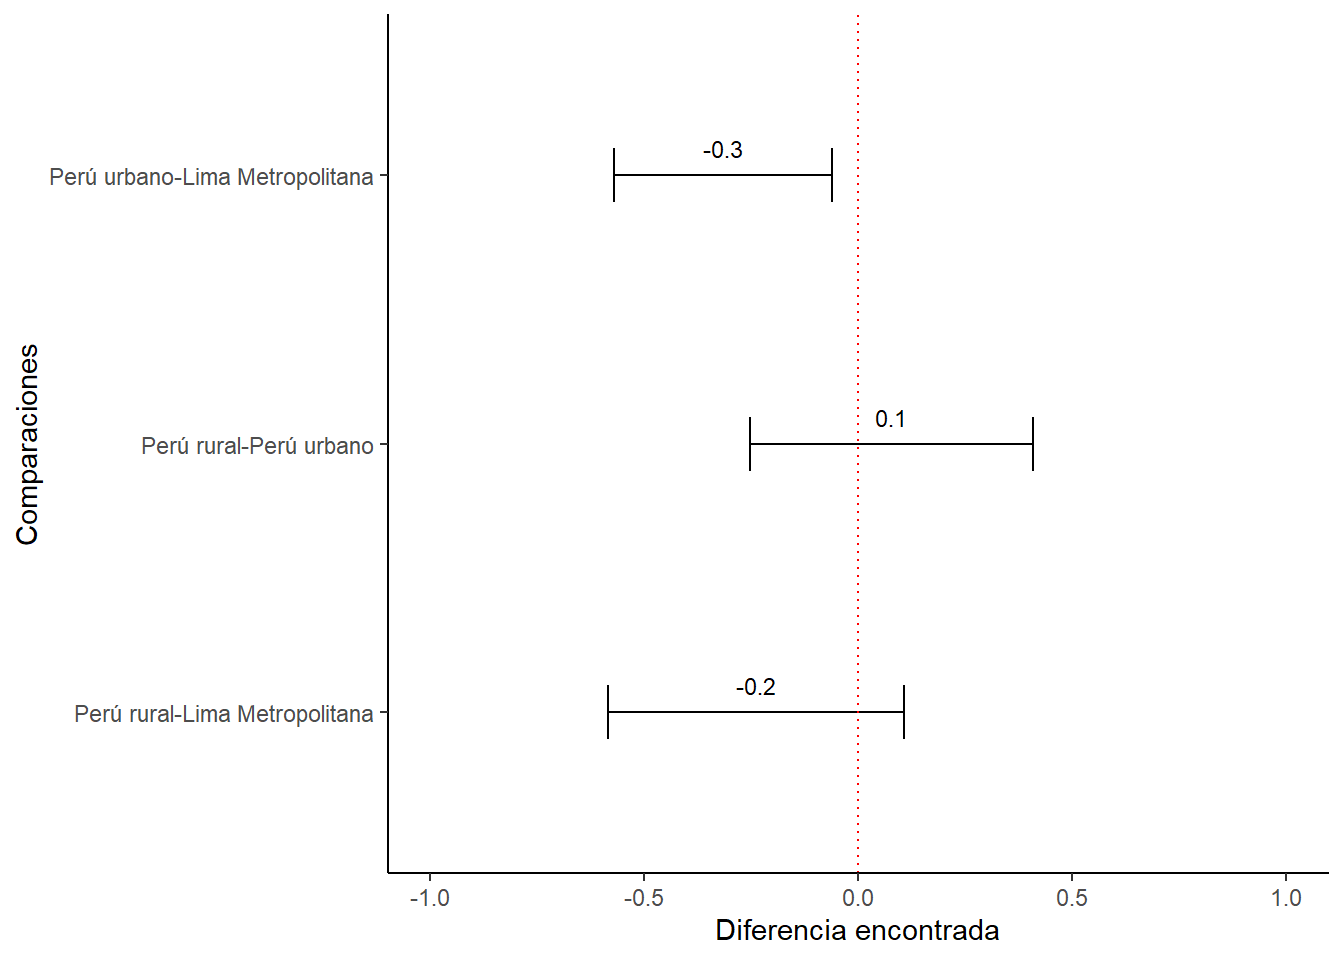 -0.3
Perú urbano-Lima Metropolitana
Comparaciones
0.1
Perú rural-Perú urbano
-0.2
Perú rural-Lima Metropolitana
-1.0 -0.5 0.0 0.5 1.0
Diferencia encontrada